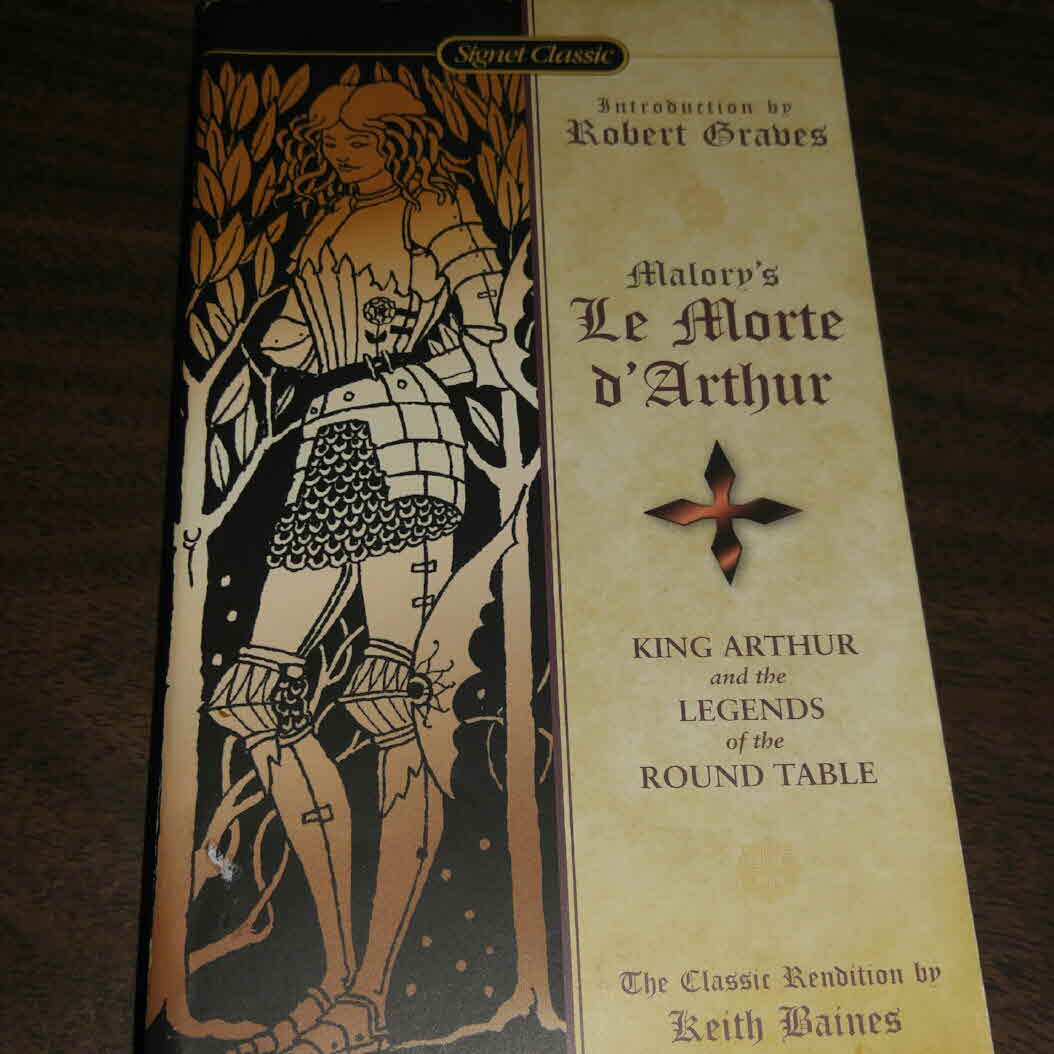 Signet Classic
Introduction by
Robert Graves
Malory's
Le Morte
d'Arthur
KING ARTHUR
and the
LEGENDS
of the
ROUND TABLE
The Classic Rendition by
Keith Baines